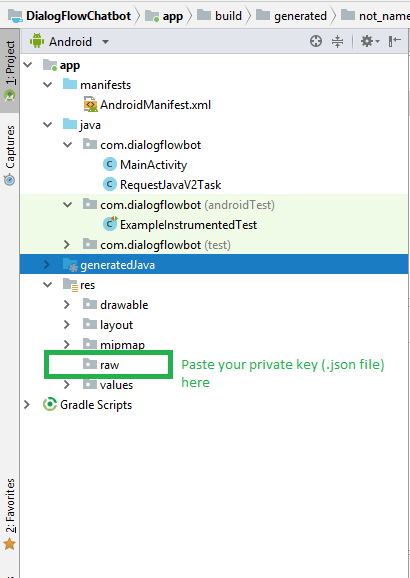 DialogFlowChatbot app build generated not_name
Android
1: Project
Captures
2: Favorites
app
manifests
AndroidManifest.xml
java
com.dialogflowbot
MainActivity
RequestJavaV2Task
com.dialogflowbot (androidTest)
ExampleInstrumentedTest
com.dialogflowbot (test)
generatedJava
res
drawable
layout
mipmap
raw
Paste your private key (.json file)
here
values
Gradle Scripts